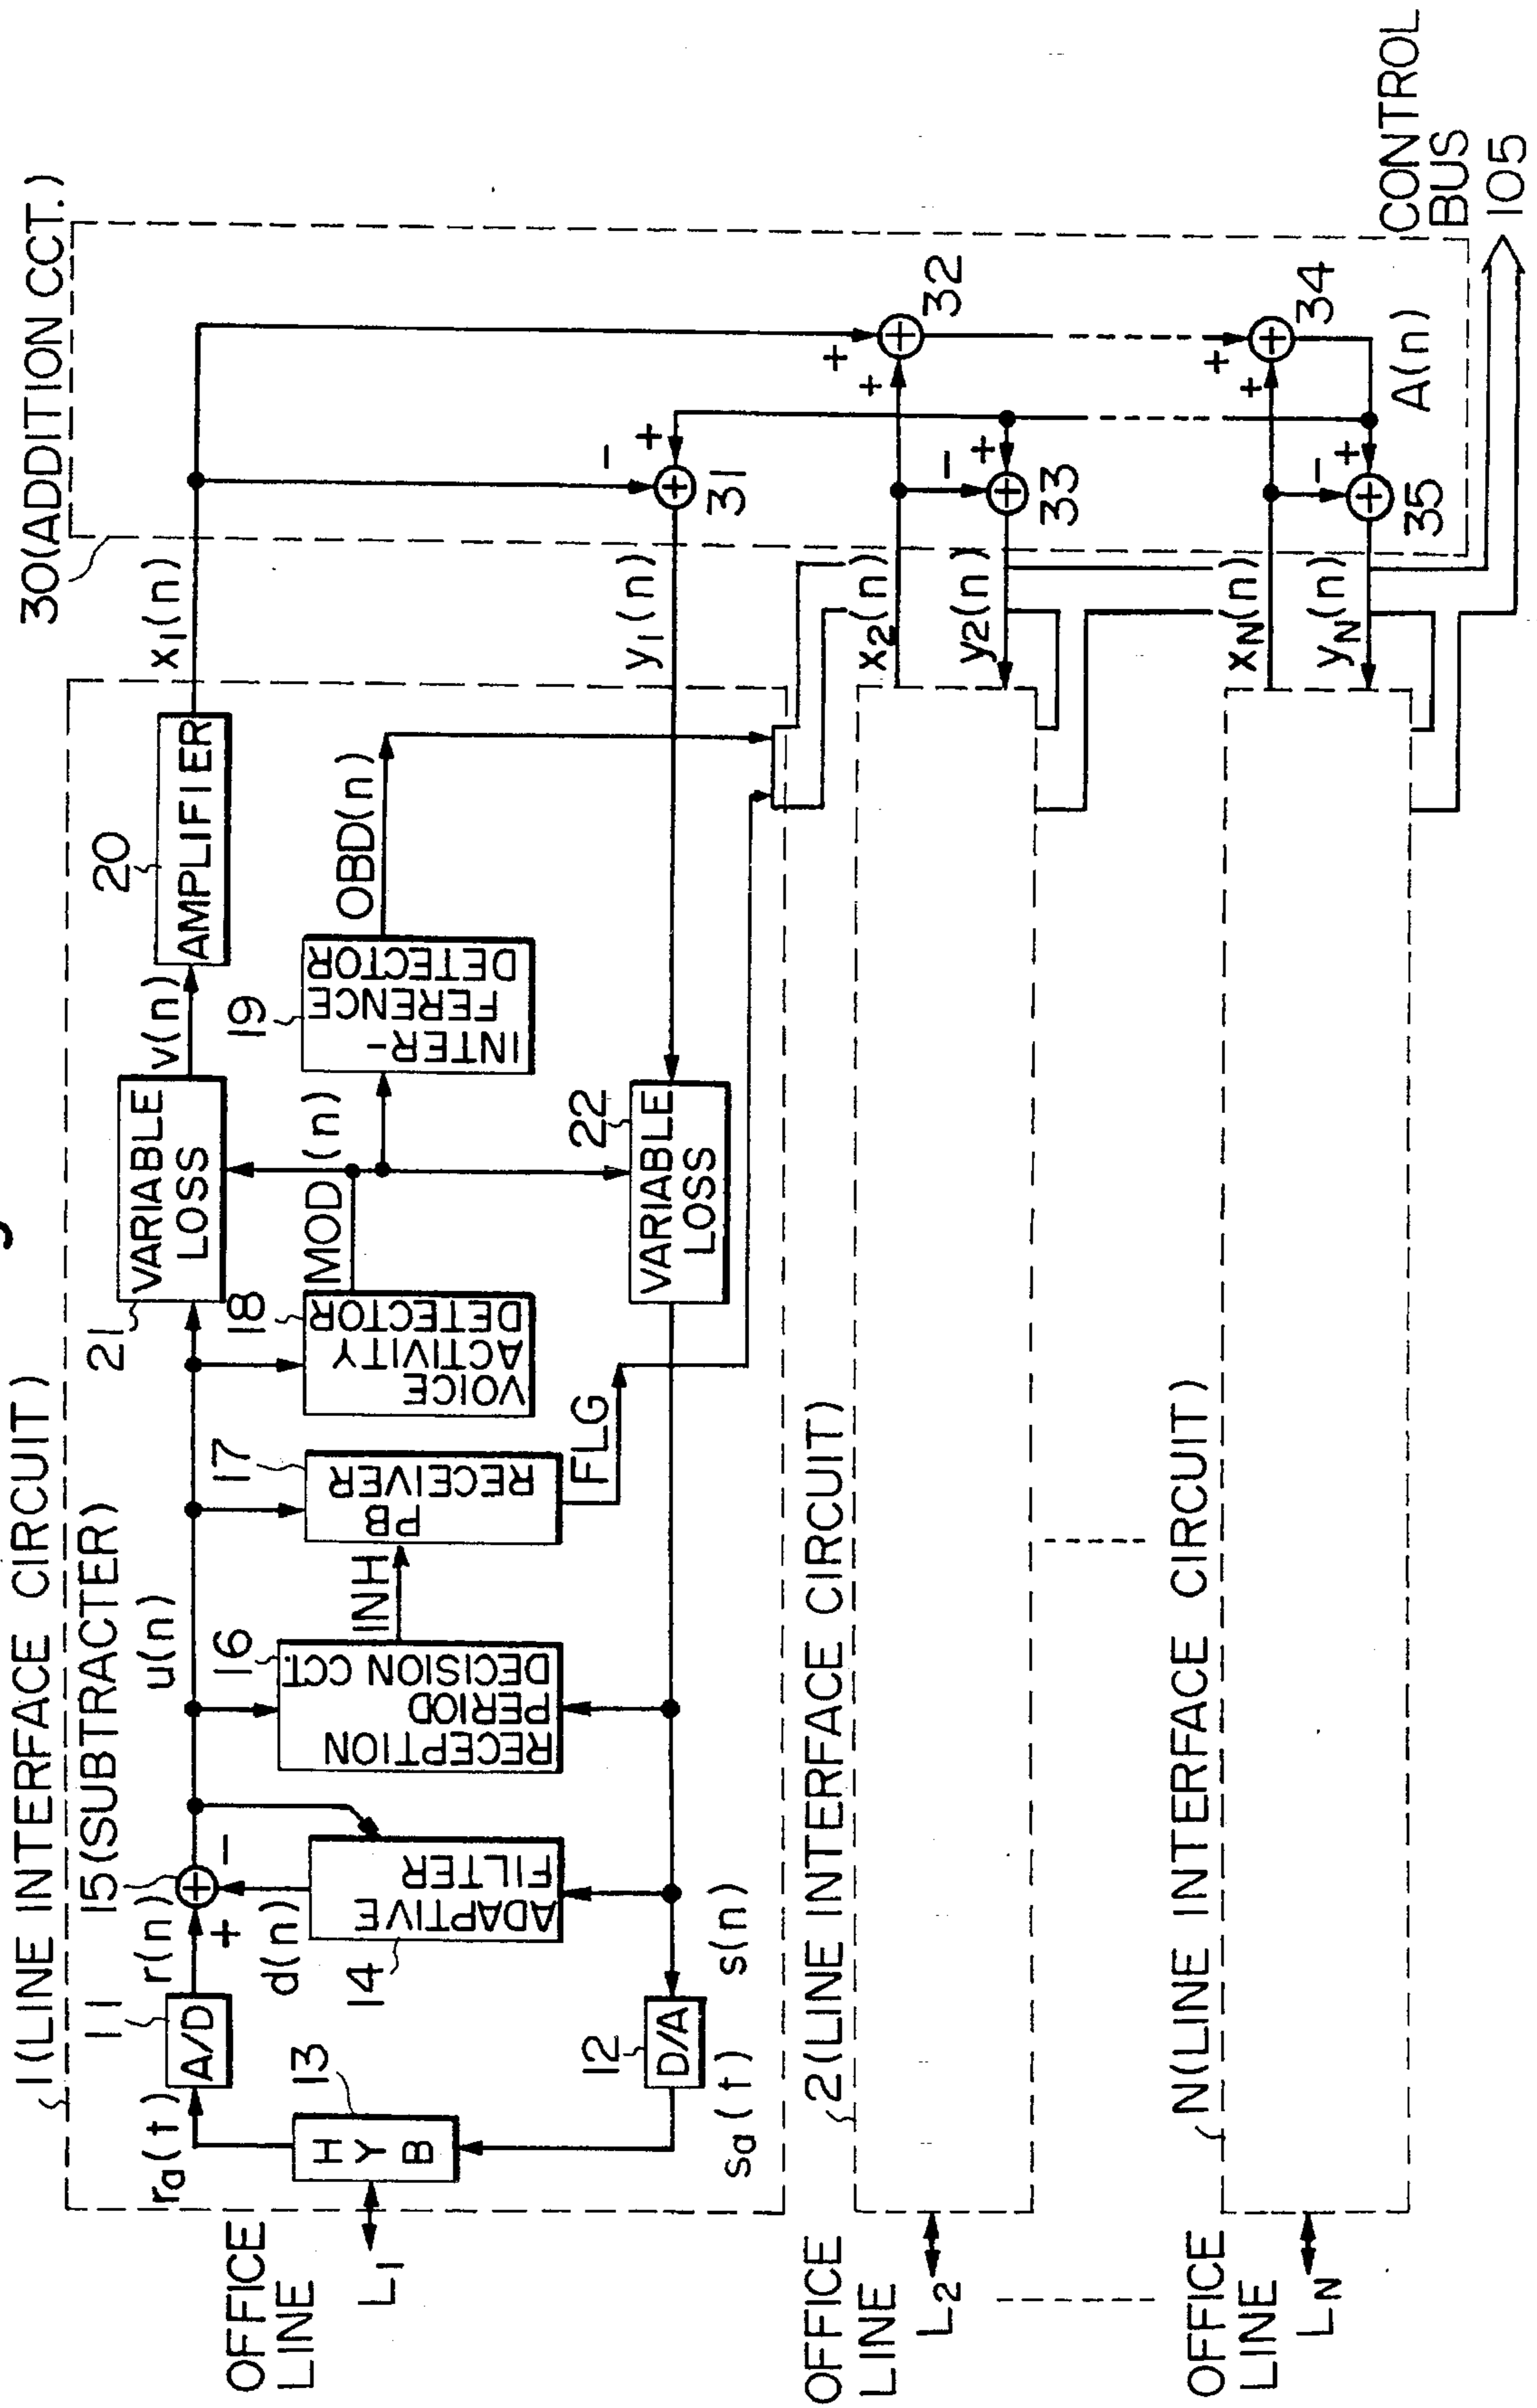 1(LINE INTERFACE CIRCUIT)
30(ADDITION CCT.)
15(SUBTRACTER)
OFFICE
LINE
L1
ra(t)
11
A/D
r(n)
+
-
d(n)
u(n)
21
VARIABLE
LOSS
v(n)
20
AMPLIFIER
x1(n)
13
H
Y
B
14
ADAPTIVE
FILTER
16
RECEPTION
PERIOD
DECISION CCT.
INH
17
PB
RECEIVER
FLG
18
VOICE
ACTIVITY
DETECTOR
MOD (n)
19
INTER-
FERENCE
DETECTOR
OBD(n)
12
D/A
sa(t)
s(n)
22
VARIABLE
LOSS
y1(n)
-
+
+
31
2(LINE INTERFACE CIRCUIT)
OFFICE
LINE
L2
x2(n)
y2(n)
+
+
+
32
-
+
+
33
N(LINE INTERFACE CIRCUIT)
OFFICE
LINE
LN
xN(n)
yN(n)
+
+
+
34
-
+
+
35
A(n)
CONTROL
BUS
105